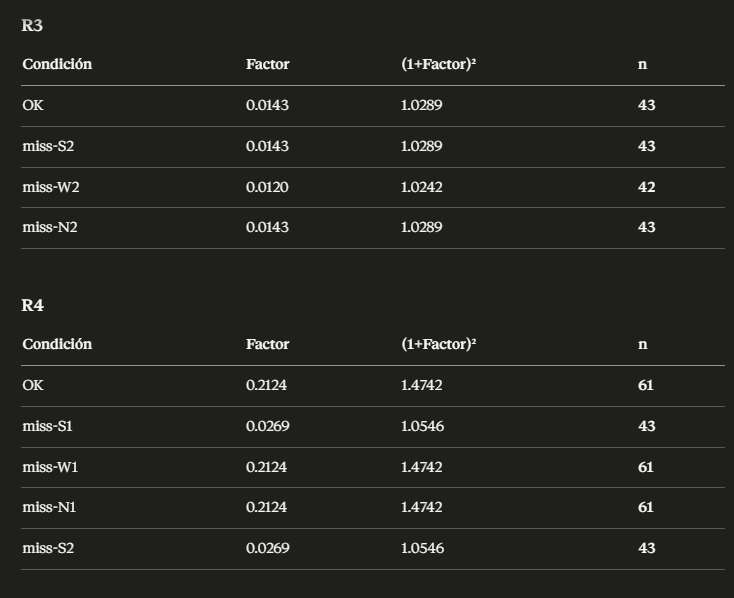 R3
Condición Factor (1+Factor)² n
OK 0.0143 1.0289 43
miss-S2 0.0143 1.0289 43
miss-W2 0.0120 1.0242 42
miss-N2 0.0143 1.0289 43
R4
Condición Factor (1+Factor)² n
OK 0.2124 1.4742 61
miss-S1 0.0269 1.0546 43
miss-W1 0.2124 1.4742 61
miss-N1 0.2124 1.4742 61
miss-S2 0.0269 1.0546 43